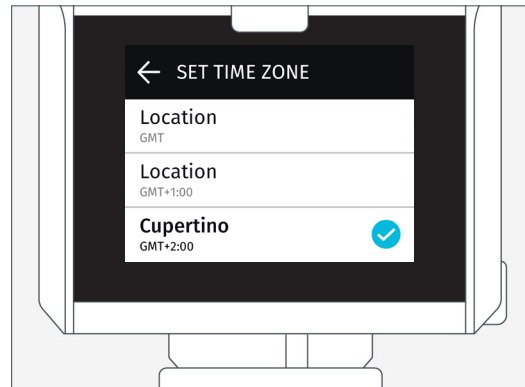 SET TIME ZONE
Location
GMT
Location
GMT+1:00
Cupertino
GMT+2:00